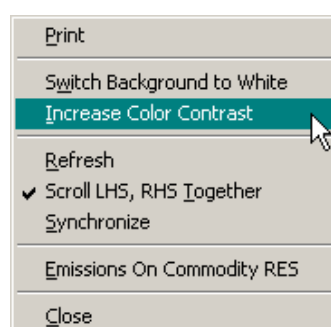 Print
Switch Background to White
Increase Color Contrast
Refresh
Scroll LHS, RHS Together
Synchronize
Emissions On Commodity RES
Close